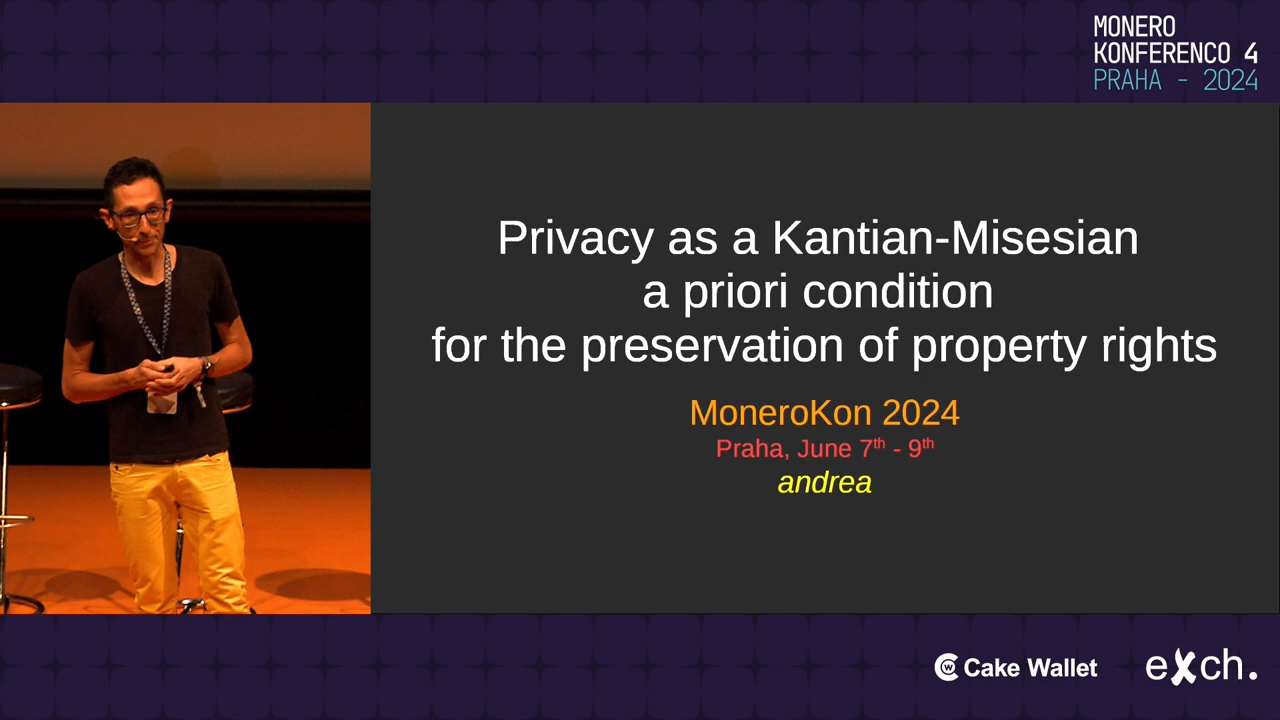 MONERO
KONFERENCO 4
PRAHA - 2024
Privacy as a Kantian-Misesian
a priori condition
for the preservation of property rights
MoneroKon 2024
Praha, June 7th - 9th
andrea
Cake Wallet
eXch.